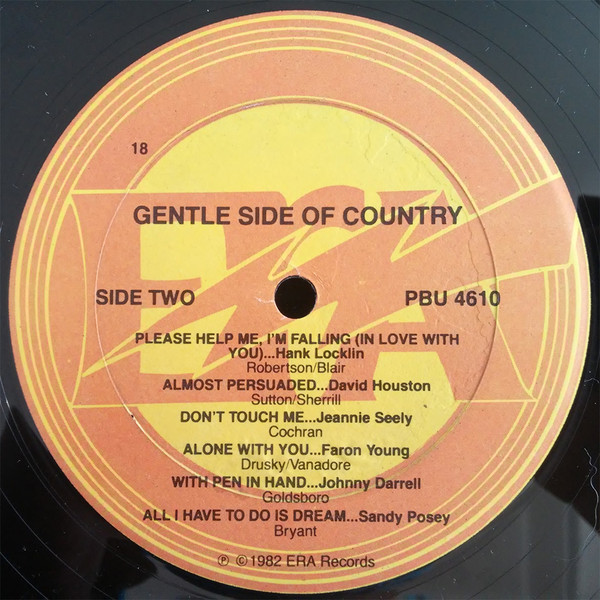 18
GENTLE SIDE OF COUNTRY
SIDE TWO PBU 4610
PLEASE HELP ME, I'M FALLING (IN LOVE WITH
YOU)...Hank Locklin
Robertson/Blair
ALMOST PERSUADED...David Houston
Sutton/Sherrill
DON'T TOUCH ME...Jeannie Seely
Cochran
ALONE WITH YOU...Faron Young
Drusky/Vanadore
WITH PEN IN HAND...Johnny Darrell
Goldsboro
ALL I HAVE TO DO IS DREAM...Sandy Posey
Bryant
℗ ©1982 ERA Records
ERA